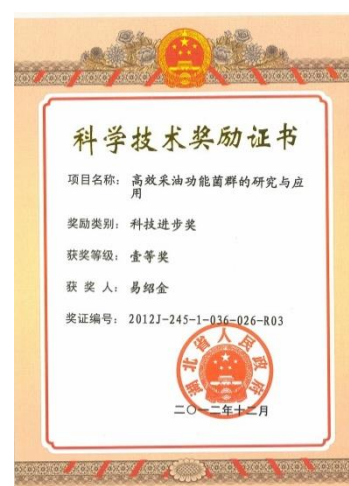 科学技术奖励证书
项目名称：高效采油功能菌群的研究与应
用
奖励类别：科技进步奖
获奖等级：壹等奖
获 奖 人：易绍金
奖证编号：2012J-245-1-036-026-R03
湖北省人民政府
二〇一二年十二月